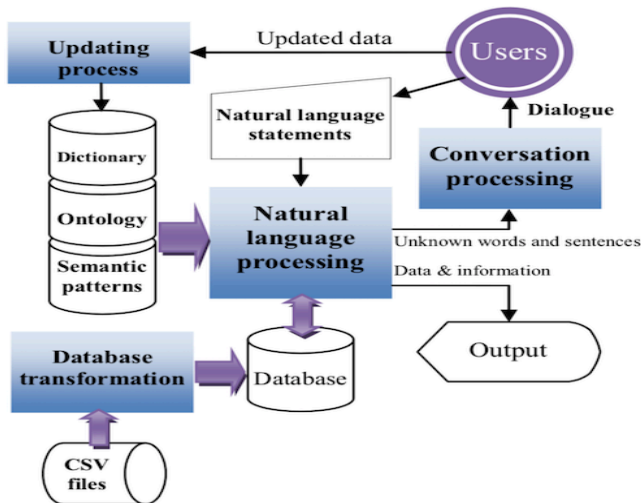 Updating
process
Updated data
Users
Natural language
statements
Dialogue
Dictionary
Conversation
processing
Ontology
Natural
language
processing
Semantic
patterns
Unknown words and sentences
Data & information
Database
transformation
Database
Output
CSV
files